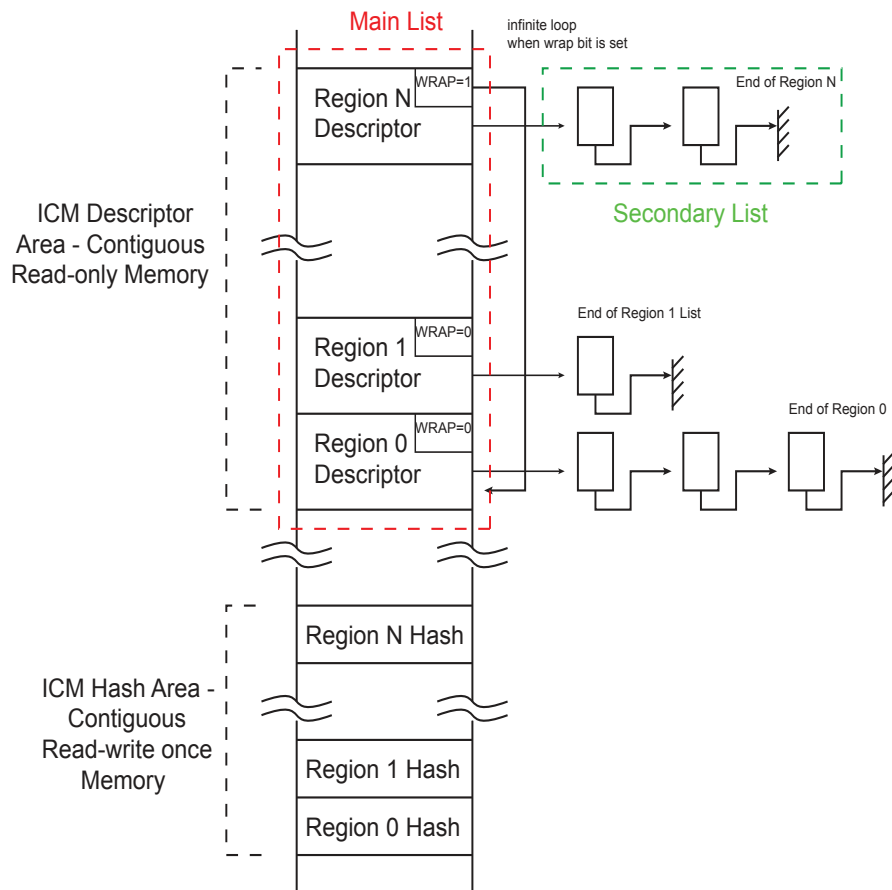 Main List
infinite loop
when wrap bit is set
WRAP=1
Region N
Descriptor
End of Region N
Secondary List
ICM Descriptor
Area - Contiguous
Read-only Memory
WRAP=0
Region 1
Descriptor
End of Region 1 List
WRAP=0
Region 0
Descriptor
End of Region 0
Region N Hash
ICM Hash Area -
Contiguous
Read-write once
Memory
Region 1 Hash
Region 0 Hash